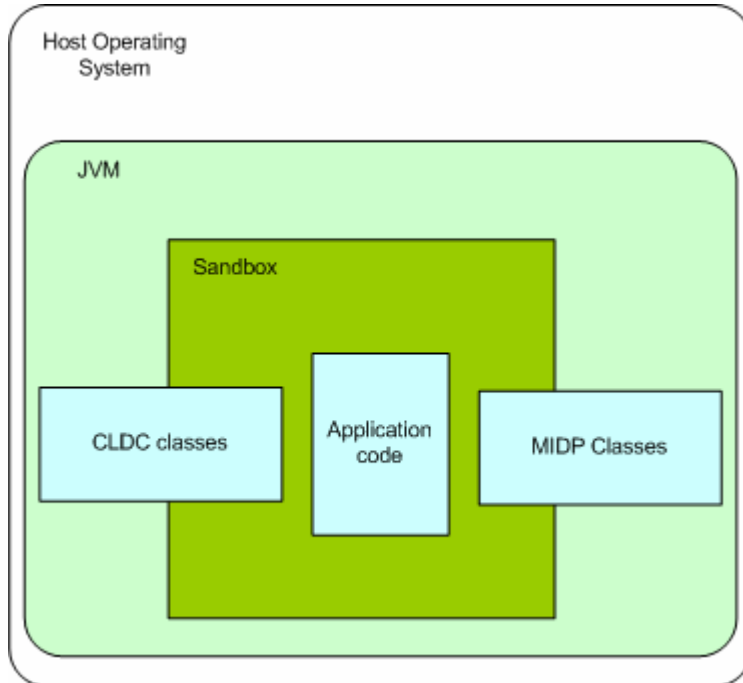 Host Operating
System
JVM
Sandbox
CLDC classes
Application
code
MIDP Classes